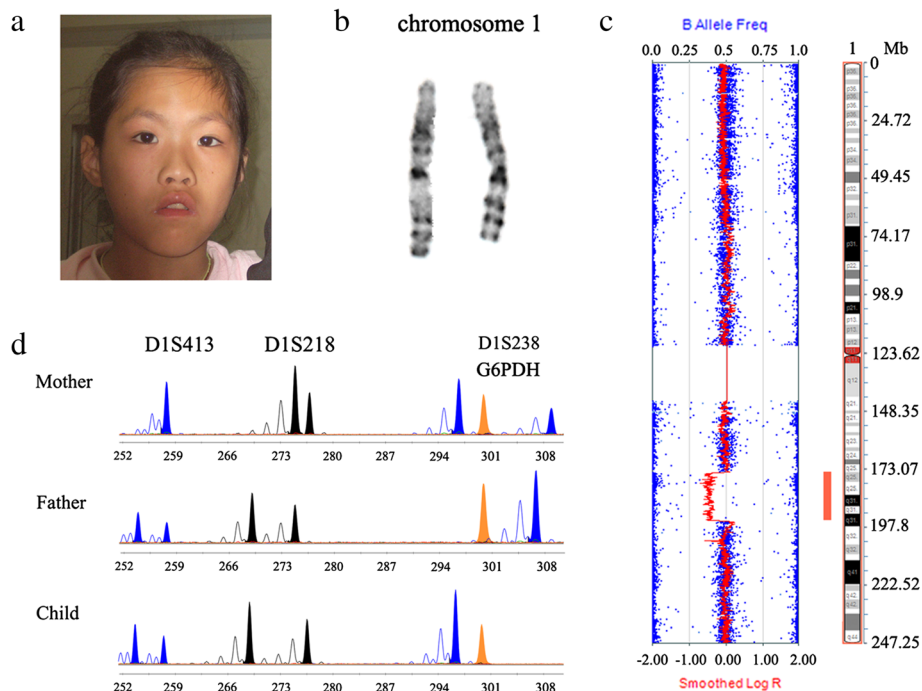 a
b
chromosome 1
c
B Allele Freq
0.0 0.25 0.5 0.75 1.0
1 Mb
0
24.72
49.45
74.17
98.9
123.62
148.35
173.07
197.8
222.52
247.25
-2.00 -1.00 0.00 1.00 2.00
Smoothed Log R
d
D1S413 D1S218 D1S238
G6PDH
Mother
252 259 266 273 280 287 294 301 308
Father
252 259 266 273 280 287 294 301 308
Child
252 259 266 273 280 287 294 301 308